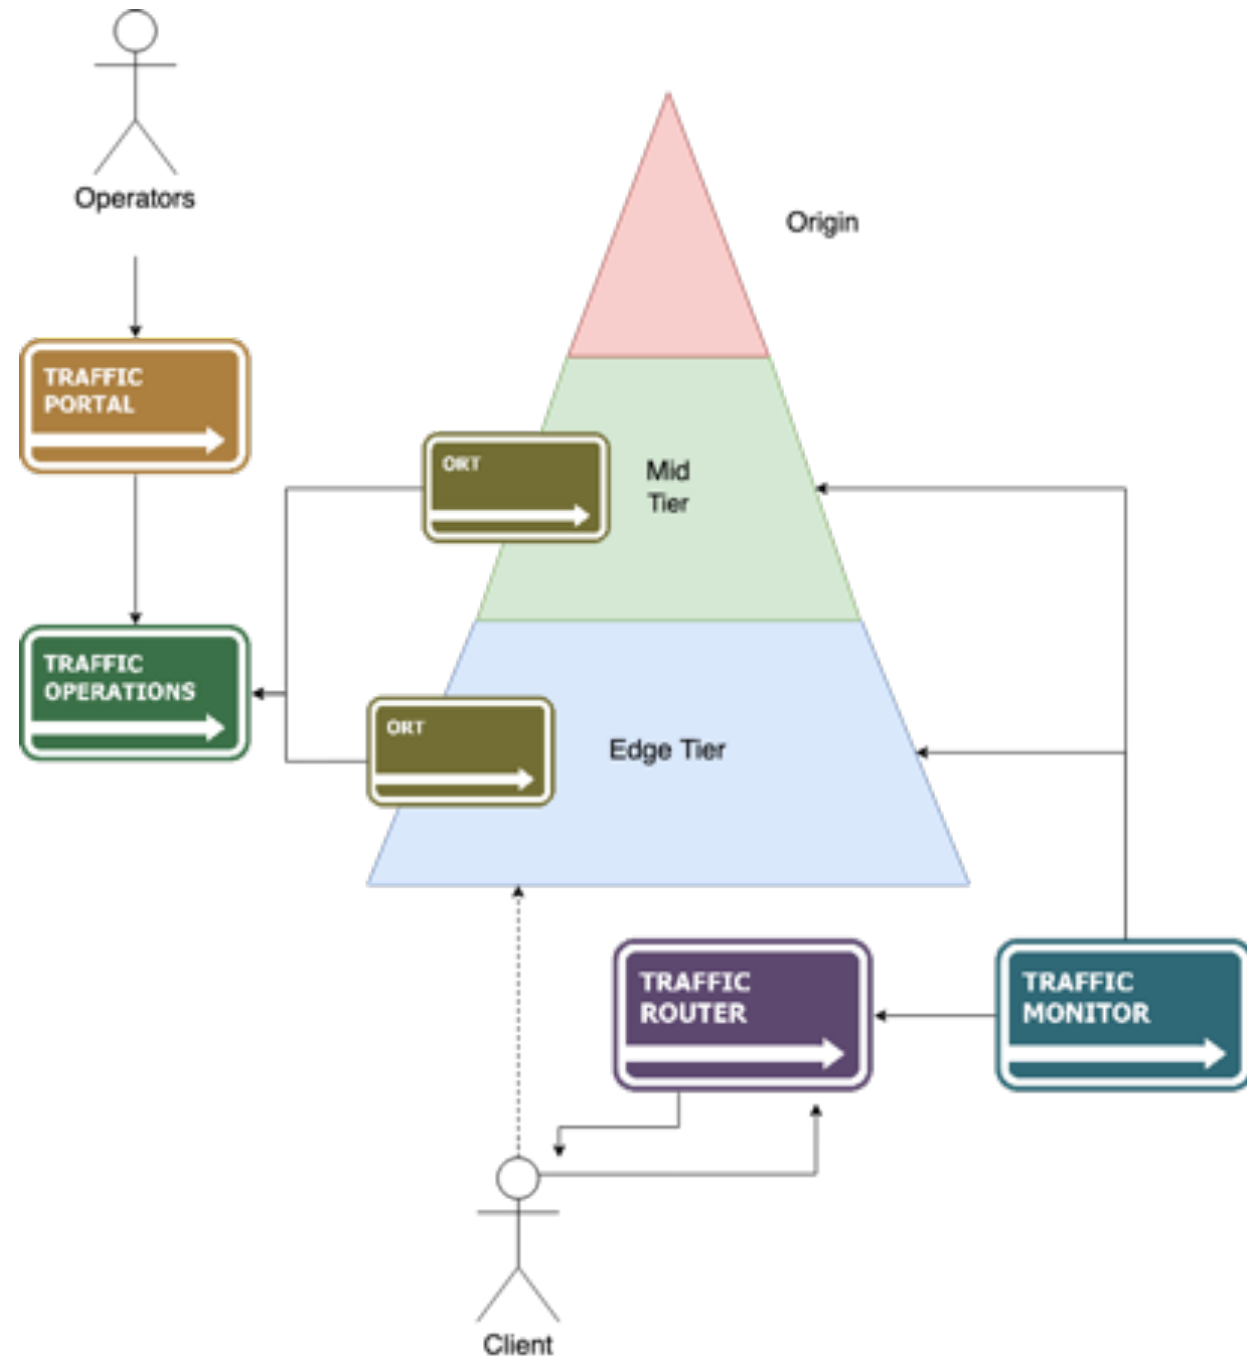 Operators
Origin
TRAFFIC
PORTAL
ORT
Mid
Tier
TRAFFIC
OPERATIONS
ORT
Edge Tier
TRAFFIC
ROUTER
TRAFFIC
MONITOR
Client